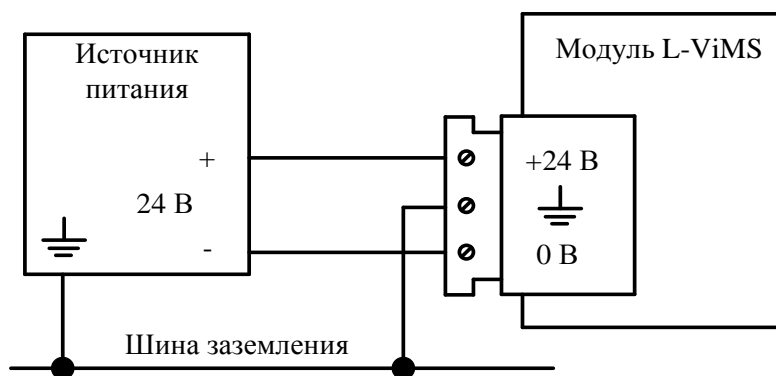 Источник
питания
Модуль L-ViMS
+
24 В
-
+24 В
0 В
Шина заземления